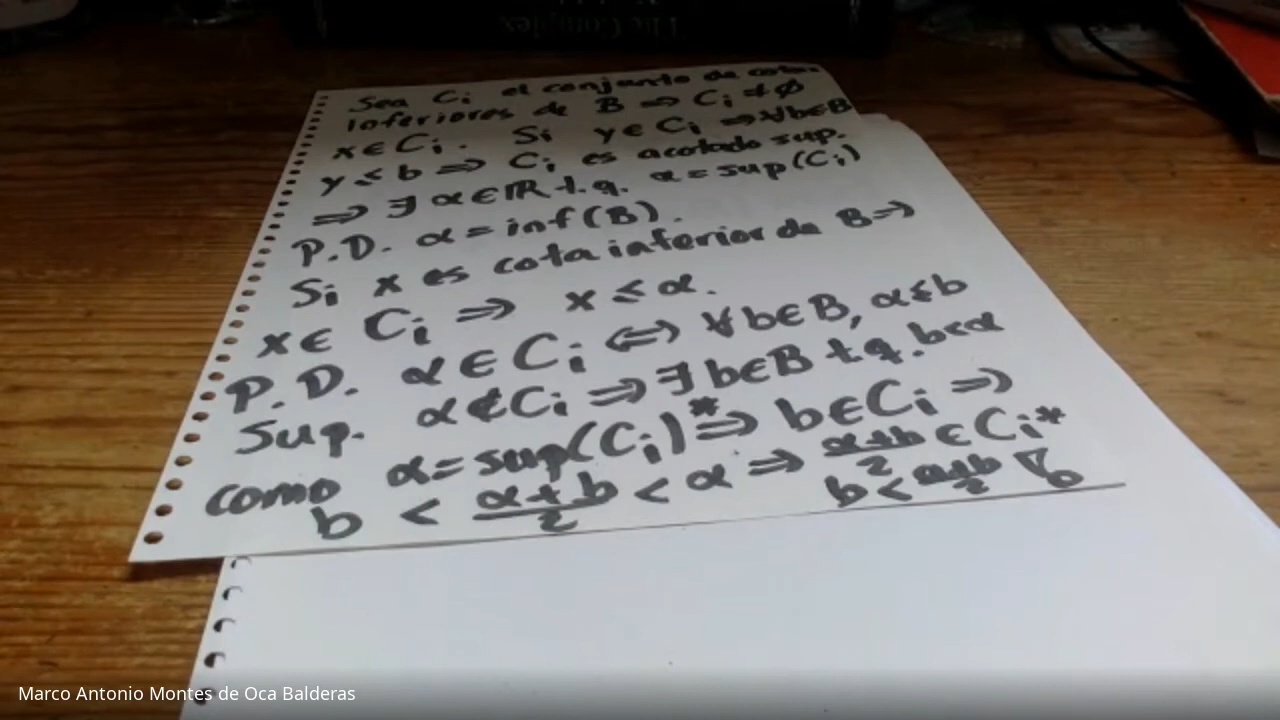 The Complex
Sea Ci el conjunto de cotas
inferiores de B => Ci ≠ ∅
x ∈ Ci. Si y ∈ Ci => ∀b∈B
y ≤ b => Ci es acotado sup.
=> ∃ α ∈ ℝ t.q. α = sup(Ci)
P.D. α = inf(B).
Si x es cota inferior de B =>
x ∈ Ci => x ≤ α.
P.D. α ∈ Ci <=> ∀b∈B, α ≤ b
Sup. α ∉ Ci => ∃b∈B t.q. b<α
como α = sup(Ci) *=> b ∈ Ci =>
b < (α+b)/2 < α => (α+b)/2 ∈ Ci*
b < (α+b)/2 ≤ b
Marco Antonio Montes de Oca Balderas